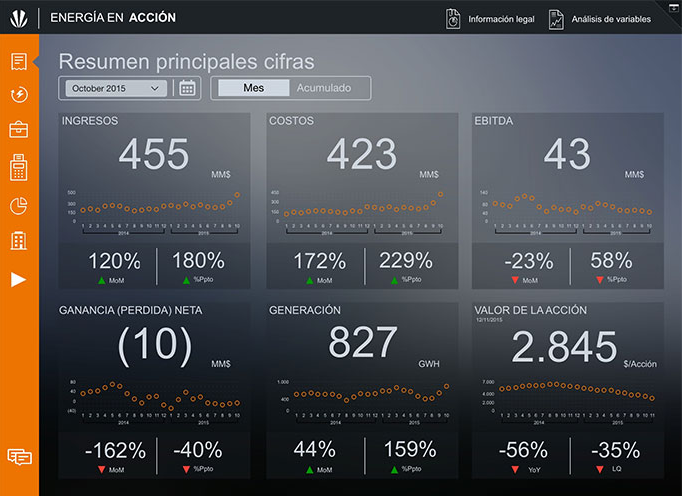 ENERGÍA EN ACCIÓN
Información legal
Análisis de variables
Resumen principales cifras
October 2015
Mes
Acumulado
INGRESOS
455
MM$
500
300
150
0
1 2 3 4 5 6 7 8 9 10 11 12 1 2 3 4 5 6 7 8 9 10
2014 2015
120% 180%
MoM %Ppto
COSTOS
423
MM$
400
1 2 3 4 5 6 7 8 9 10 11 12 1 2 3 4 5 6 7 8 9 10
2014 2015
172% 229%
MoM %Ppto
EBITDA
43
MM$
145
80
40
0
1 2 3 4 5 6 7 8 9 10 11 12 1 2 3 4 5 6 7 8 9 10
2014 2015
-23% 58%
MoM %Ppto
GANANCIA (PERDIDA) NETA
(10)
MM$
80
40
0
(40)
1 2 3 4 5 6 7 8 9 10 11 12 1 2 3 4 5 6 7 8 9 10
2014 2015
-162% -40%
MoM %Ppto
GENERACIÓN
827
GWH
1.000
400
0
1 2 3 4 5 6 7 8 9 10 11 12 1 2 3 4 5 6 7 8 9 10
2014 2015
44% 159%
MoM %Ppto
VALOR DE LA ACCIÓN
12/11/2015
2.845
$/Acción
7.000
4.000
2.000
0
1 2 3 4 5 6 7 8 9 10 11 12 1 2 3 4 5 6 7 8 9 10 11
2014 2015
-56% -35%
YoY LQ